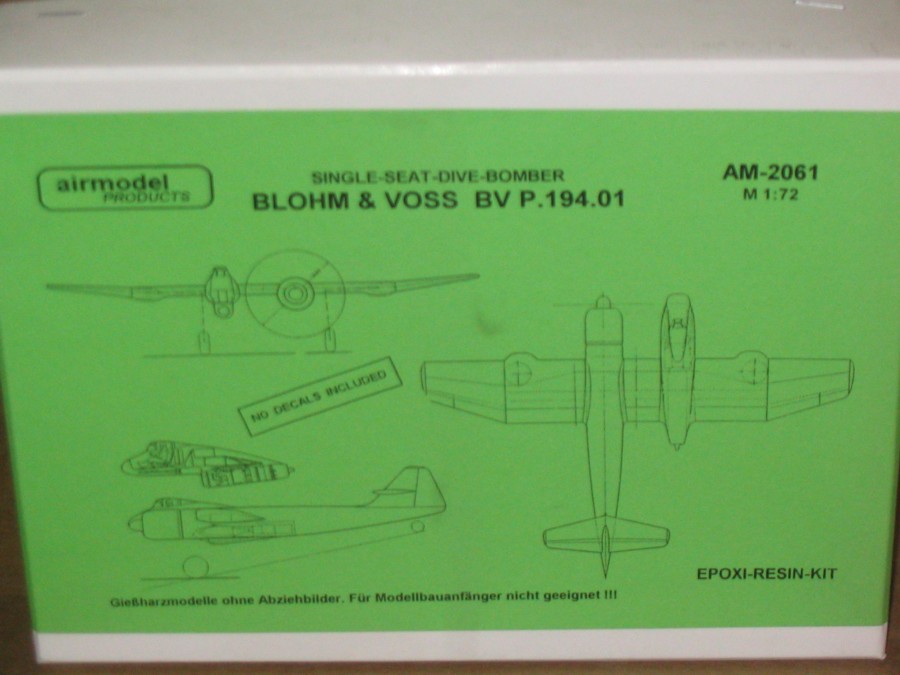 airmodel
PRODUCTS
SINGLE-SEAT-DIVE-BOMBER
BLOHM & VOSS BV P.194.01
AM-2061
M 1:72
NO DECALS INCLUDED
EPOXI-RESIN-KIT
Gießharzmodelle ohne Abziehbilder. Für Modellbauanfänger nicht geeignet !!!